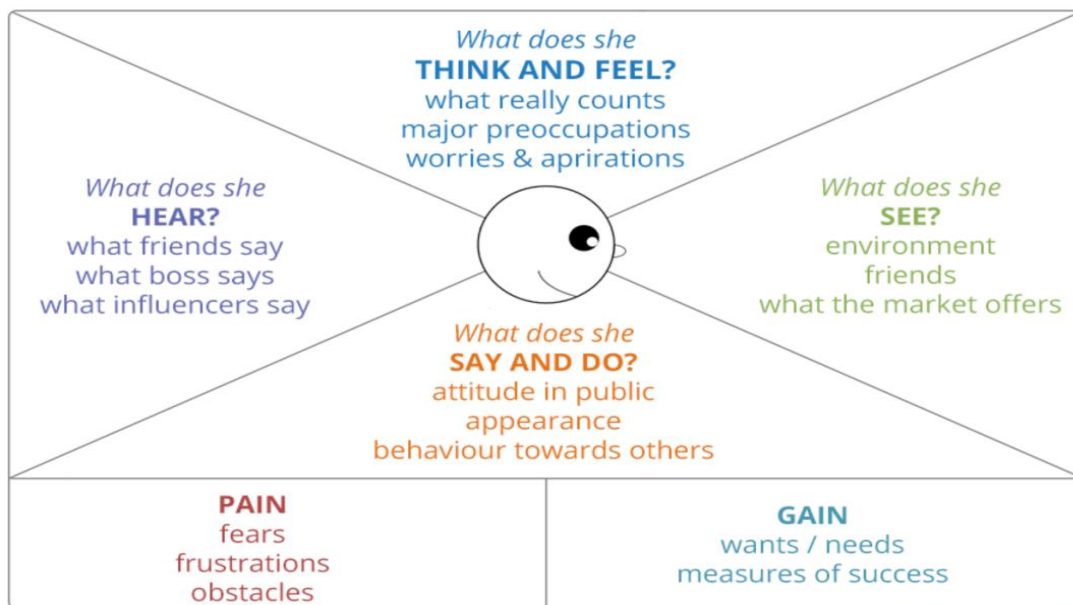 What does she
THINK AND FEEL?
what really counts
major preoccupations
worries & aprirations
What does she
HEAR?
what friends say
what boss says
what influencers say
What does she
SEE?
environment
friends
what the market offers
What does she
SAY AND DO?
attitude in public
appearance
behaviour towards others
PAIN
fears
frustrations
obstacles
GAIN
wants / needs
measures of success